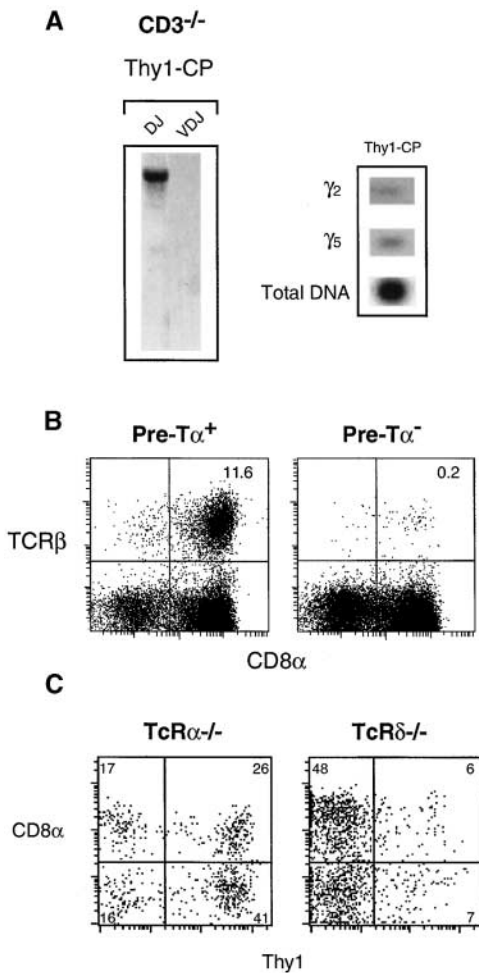 A
CD3-/-
Thy1-CP
DJ VDJ
Thy1-CP
γ2
γ5
Total DNA
B
Pre-Tα+ Pre-Tα-
11.6 0.2
TCRβ
CD8α
C
TcRα-/- TcRδ-/-
17 26 48 6
CD8α
16 41 7
Thy1